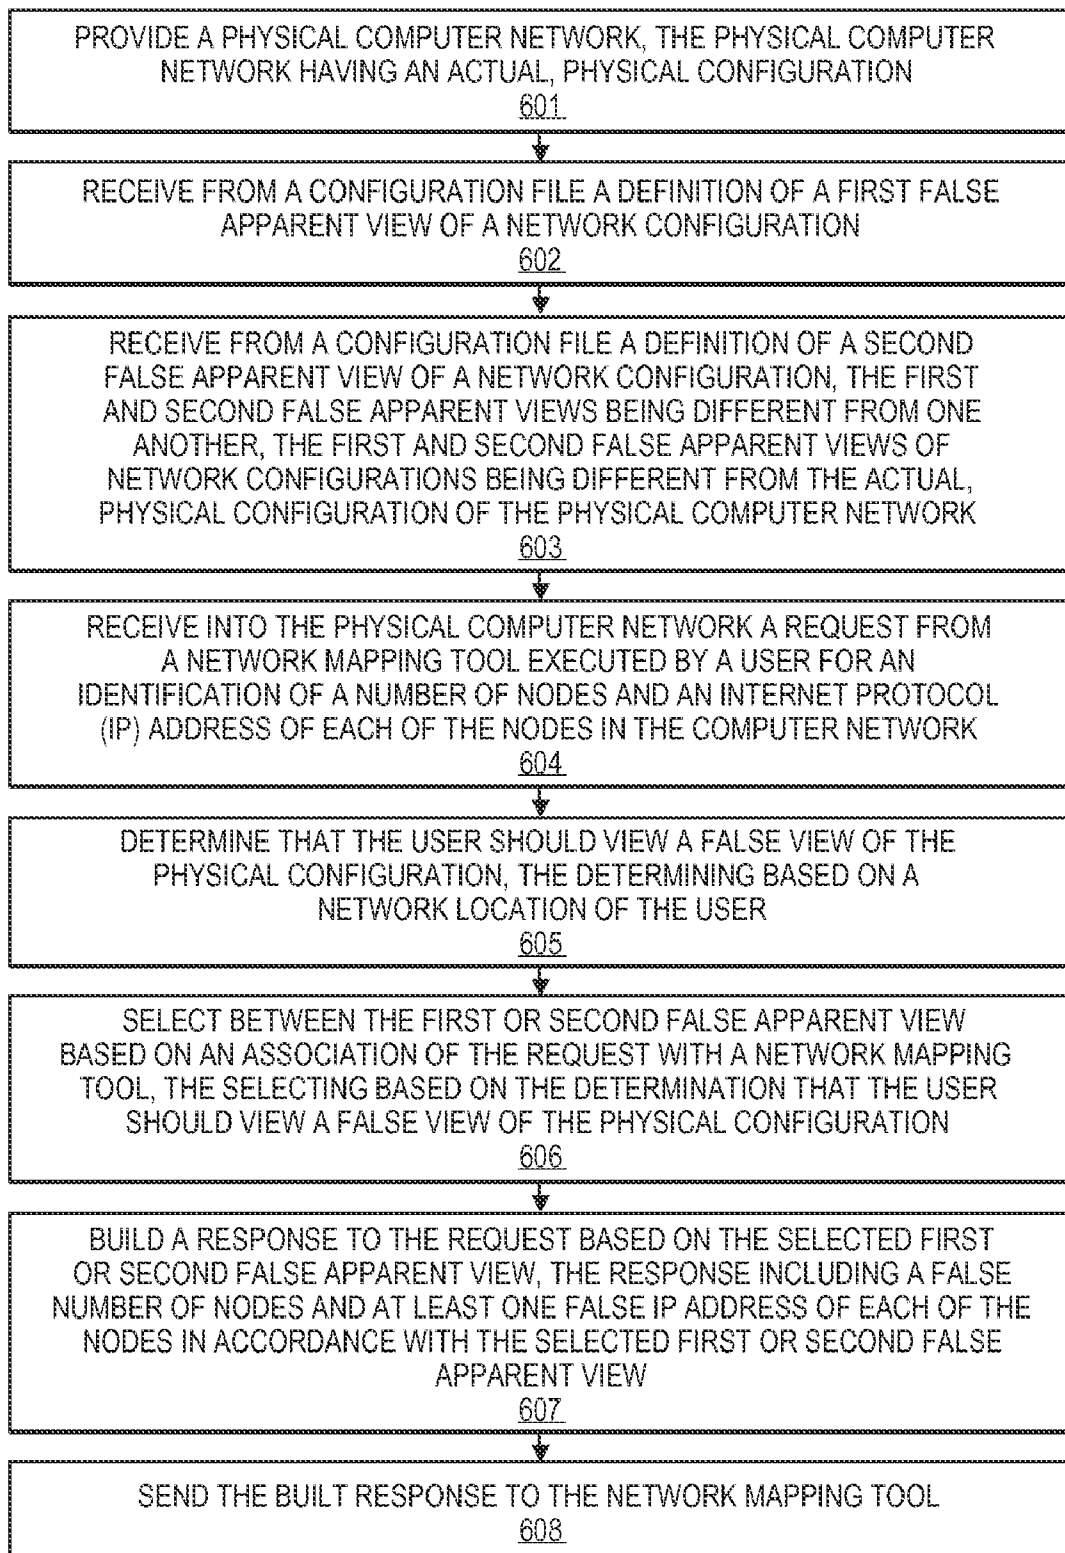 PROVIDE A PHYSICAL COMPUTER NETWORK, THE PHYSICAL COMPUTER
NETWORK HAVING AN ACTUAL, PHYSICAL CONFIGURATION
601
RECEIVE FROM A CONFIGURATION FILE A DEFINITION OF A FIRST FALSE
APPARENT VIEW OF A NETWORK CONFIGURATION
602
RECEIVE FROM A CONFIGURATION FILE A DEFINITION OF A SECOND
FALSE APPARENT VIEW OF A NETWORK CONFIGURATION, THE FIRST
AND SECOND FALSE APPARENT VIEWS BEING DIFFERENT FROM ONE
ANOTHER, THE FIRST AND SECOND FALSE APPARENT VIEWS OF
NETWORK CONFIGURATIONS BEING DIFFERENT FROM THE ACTUAL,
PHYSICAL CONFIGURATION OF THE PHYSICAL COMPUTER NETWORK
603
RECEIVE INTO THE PHYSICAL COMPUTER NETWORK A REQUEST FROM
A NETWORK MAPPING TOOL EXECUTED BY A USER FOR AN
IDENTIFICATION OF A NUMBER OF NODES AND AN INTERNET PROTOCOL
(IP) ADDRESS OF EACH OF THE NODES IN THE COMPUTER NETWORK
604
DETERMINE THAT THE USER SHOULD VIEW A FALSE VIEW OF THE
PHYSICAL CONFIGURATION, THE DETERMINING BASED ON A
NETWORK LOCATION OF THE USER
605
SELECT BETWEEN THE FIRST OR SECOND FALSE APPARENT VIEW
BASED ON AN ASSOCIATION OF THE REQUEST WITH A NETWORK MAPPING
TOOL, THE SELECTING BASED ON THE DETERMINATION THAT THE USER
SHOULD VIEW A FALSE VIEW OF THE PHYSICAL CONFIGURATION
606
BUILD A RESPONSE TO THE REQUEST BASED ON THE SELECTED FIRST
OR SECOND FALSE APPARENT VIEW, THE RESPONSE INCLUDING A FALSE
NUMBER OF NODES AND AT LEAST ONE FALSE IP ADDRESS OF EACH OF THE
NODES IN ACCORDANCE WITH THE SELECTED FIRST OR SECOND FALSE
APPARENT VIEW
607
SEND THE BUILT RESPONSE TO THE NETWORK MAPPING TOOL
608